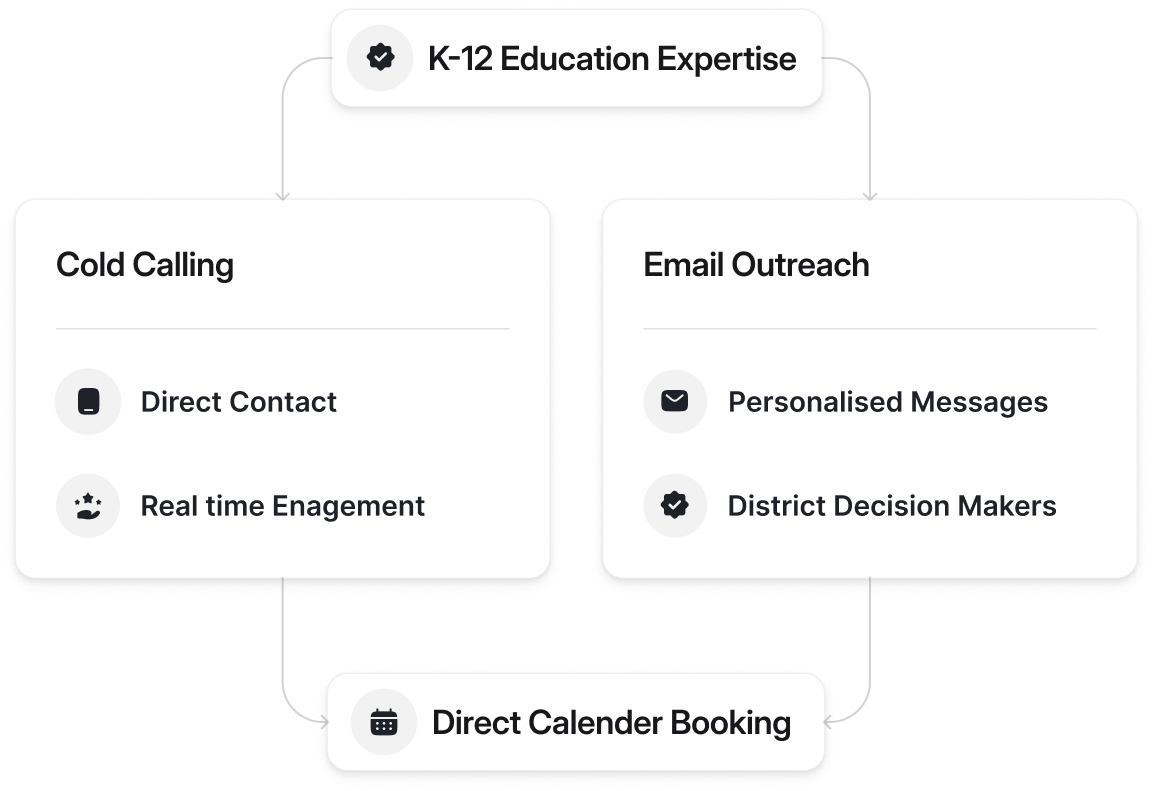 K-12 Education Expertise
Cold Calling
Direct Contact
Real time Enagement
Email Outreach
Personalised Messages
District Decision Makers
Direct Calender Booking